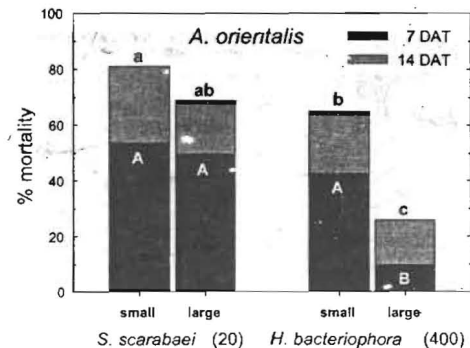 A. orientalis
7 DAT
14 DAT
% mortality
100
80
60
40
20
0
a
ab
b
c
A
A
A
B
small
large
small
large
S. scarabaei (20)
H. bacteriophora (400)